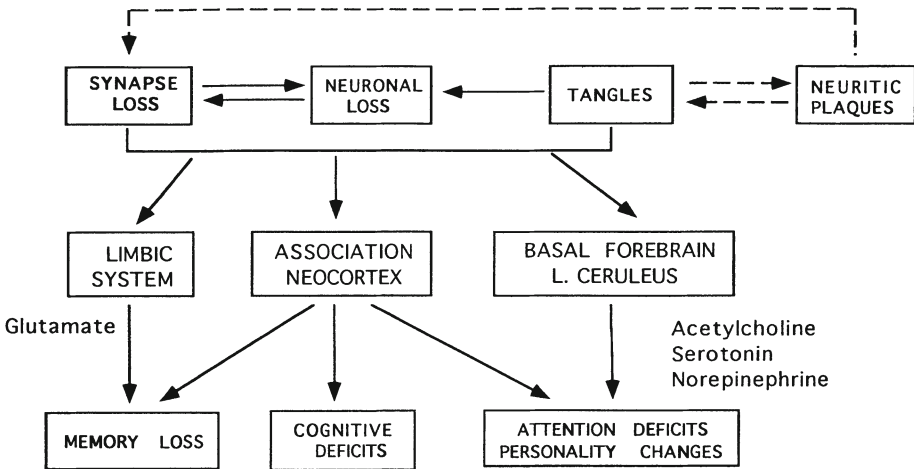 SYNAPSE
LOSS
NEURONAL
LOSS
TANGLES
NEURITIC
PLAQUES
LIMBIC
SYSTEM
ASSOCIATION
NEOCORTEX
BASAL FOREBRAIN
L. CERULEUS
Glutamate
Acetylcholine
Serotonin
Norepinephrine
MEMORY LOSS
COGNITIVE
DEFICITS
ATTENTION DEFICITS
PERSONALITY CHANGES